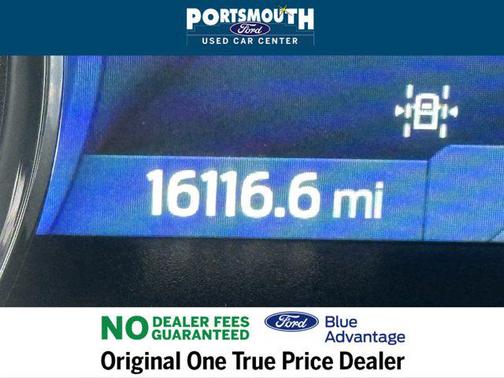 PORTSMOUTH
Ford
USED CAR CENTER
16116.6 mi
NO DEALER FEES
GUARANTEED
Ford
Blue
Advantage
Original One True Price Dealer